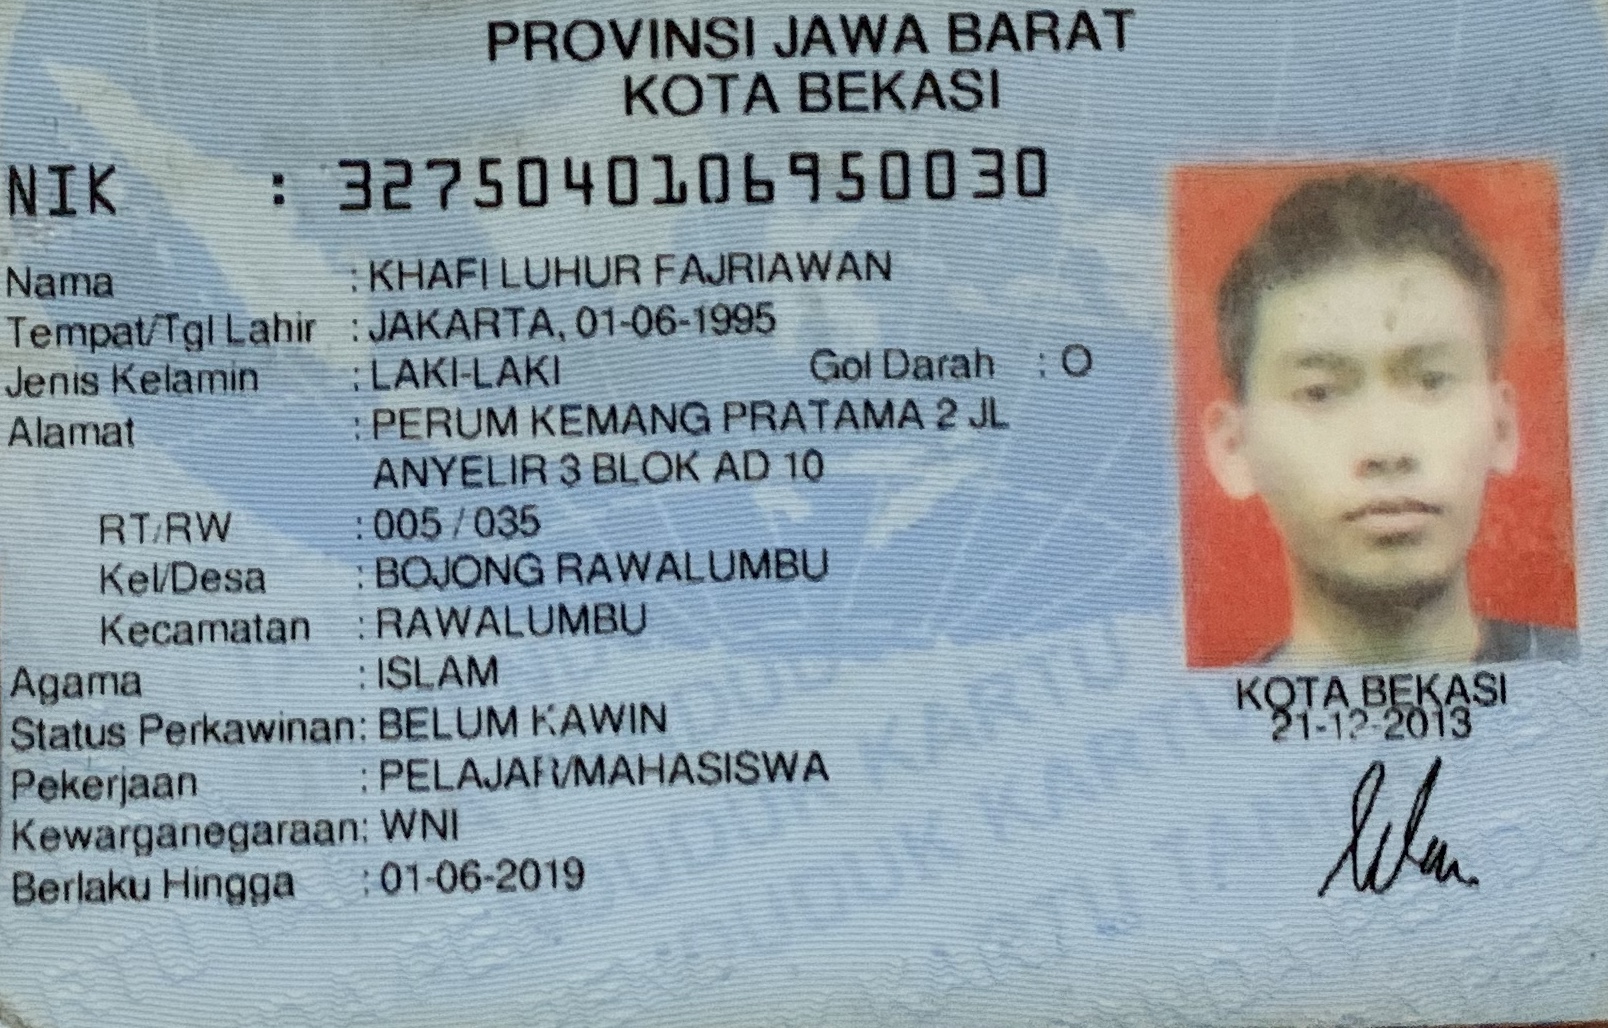 PROVINSI JAWA BARAT
KOTA BEKASI
NIK : 3275040106950030
Nama : KHAFI LUHUR FAJRIAWAN
Tempat/Tgl Lahir : JAKARTA, 01-06-1995
Jenis Kelamin : LAKI-LAKI Gol Darah : O
Alamat : PERUM KEMANG PRATAMA 2 JL
ANYELIR 3 BLOK AD 10
RT/RW : 005 / 035
Kel/Desa : BOJONG RAWALUMBU
Kecamatan : RAWALUMBU
Agama : ISLAM
Status Perkawinan: BELUM KAWIN
Pekerjaan : PELAJAR/MAHASISWA
Kewarganegaraan: WNI
Berlaku Hingga : 01-06-2019
KOTA BEKASI
21-12-2013